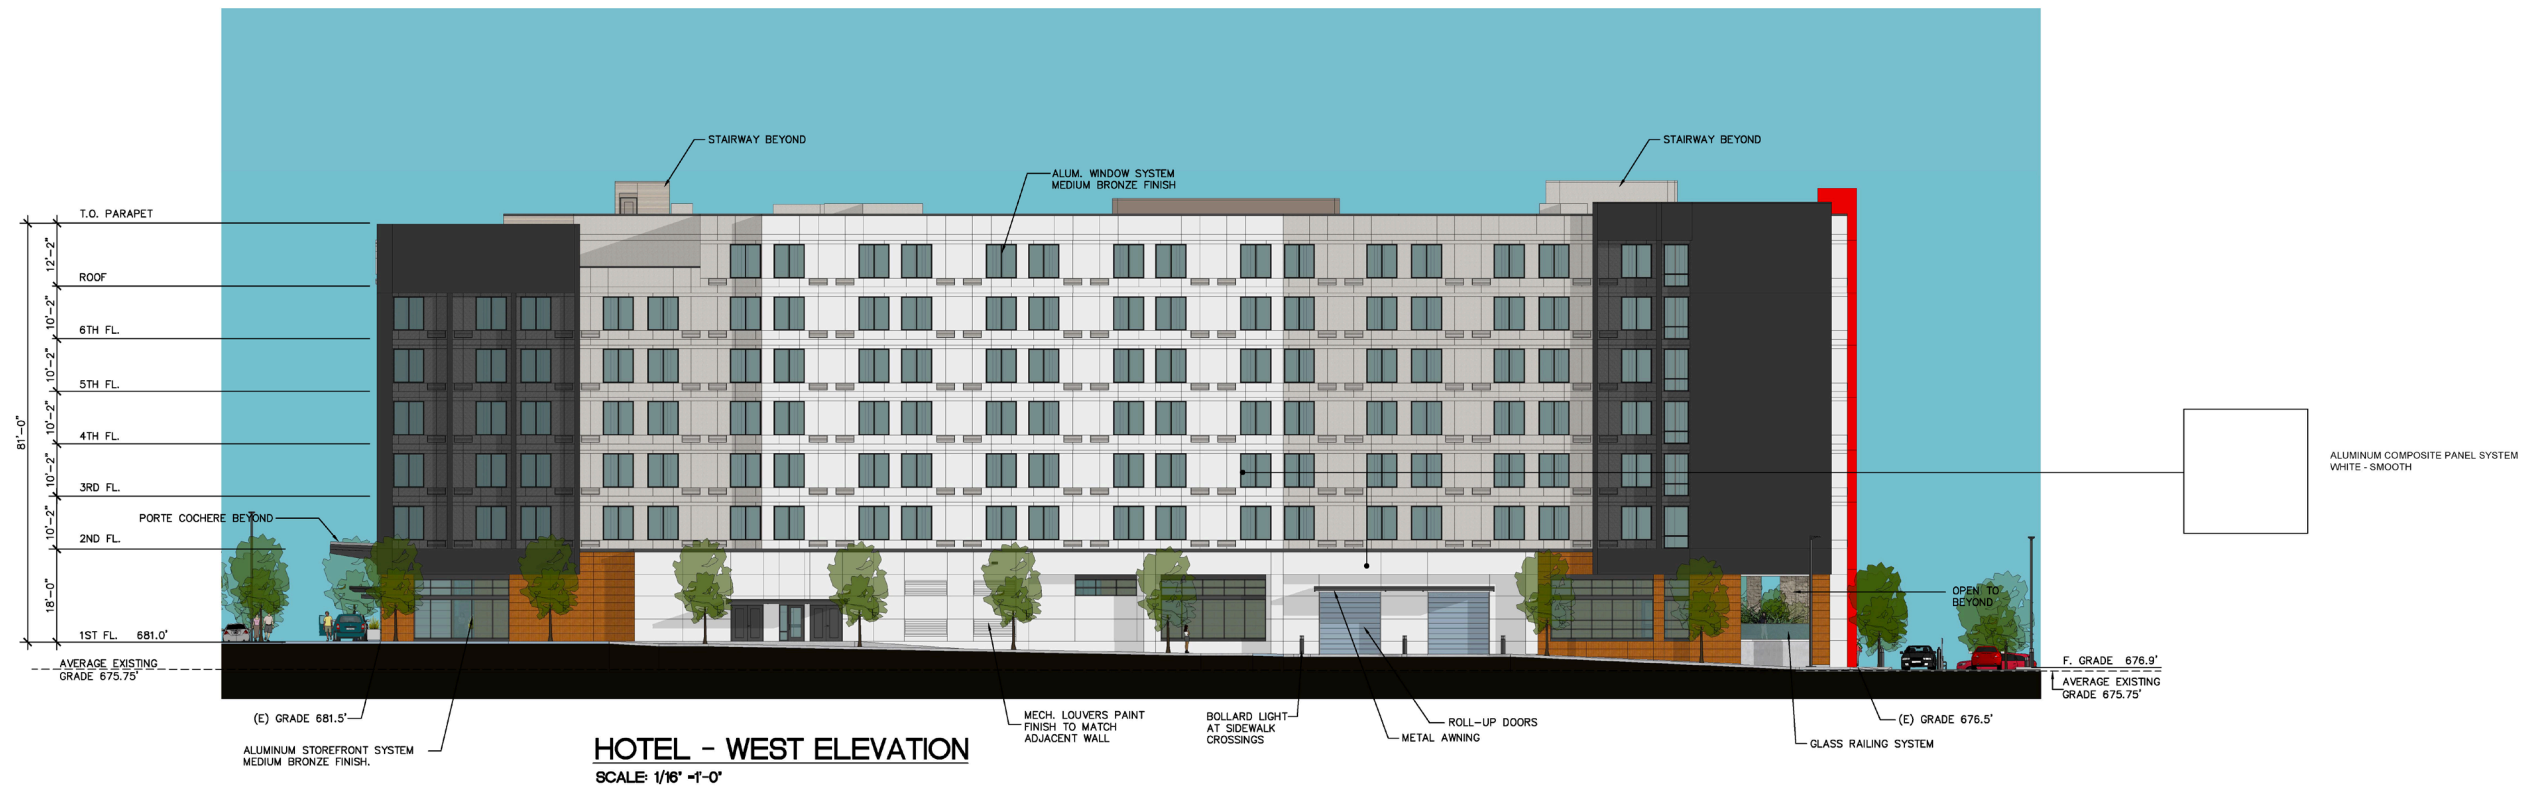 STAIRWAY BEYOND
STAIRWAY BEYOND
ALUM. WINDOW SYSTEM
MEDIUM BRONZE FINISH
T.O. PARAPET
12'-2"
ROOF
10'-2"
6TH FL.
10'-2"
5TH FL.
10'-2"
4TH FL.
81'-0"
10'-2"
3RD FL.
10'-2"
2ND FL.
18'-0"
1ST FL. 681.0'
PORTE COCHERE BEYOND
ALUMINUM COMPOSITE PANEL SYSTEM
WHITE - SMOOTH
OPEN TO
BEYOND
AVERAGE EXISTING
GRADE 675.75'
F. GRADE 676.9'
AVERAGE EXISTING
GRADE 675.75'
(E) GRADE 681.5'
ALUMINUM STOREFRONT SYSTEM
MEDIUM BRONZE FINISH.
MECH. LOUVERS PAINT
FINISH TO MATCH
ADJACENT WALL
BOLLARD LIGHT
AT SIDEWALK
CROSSINGS
ROLL-UP DOORS
METAL AWNING
(E) GRADE 676.5'
GLASS RAILING SYSTEM
HOTEL - WEST ELEVATION
SCALE: 1/16" =1'-0"